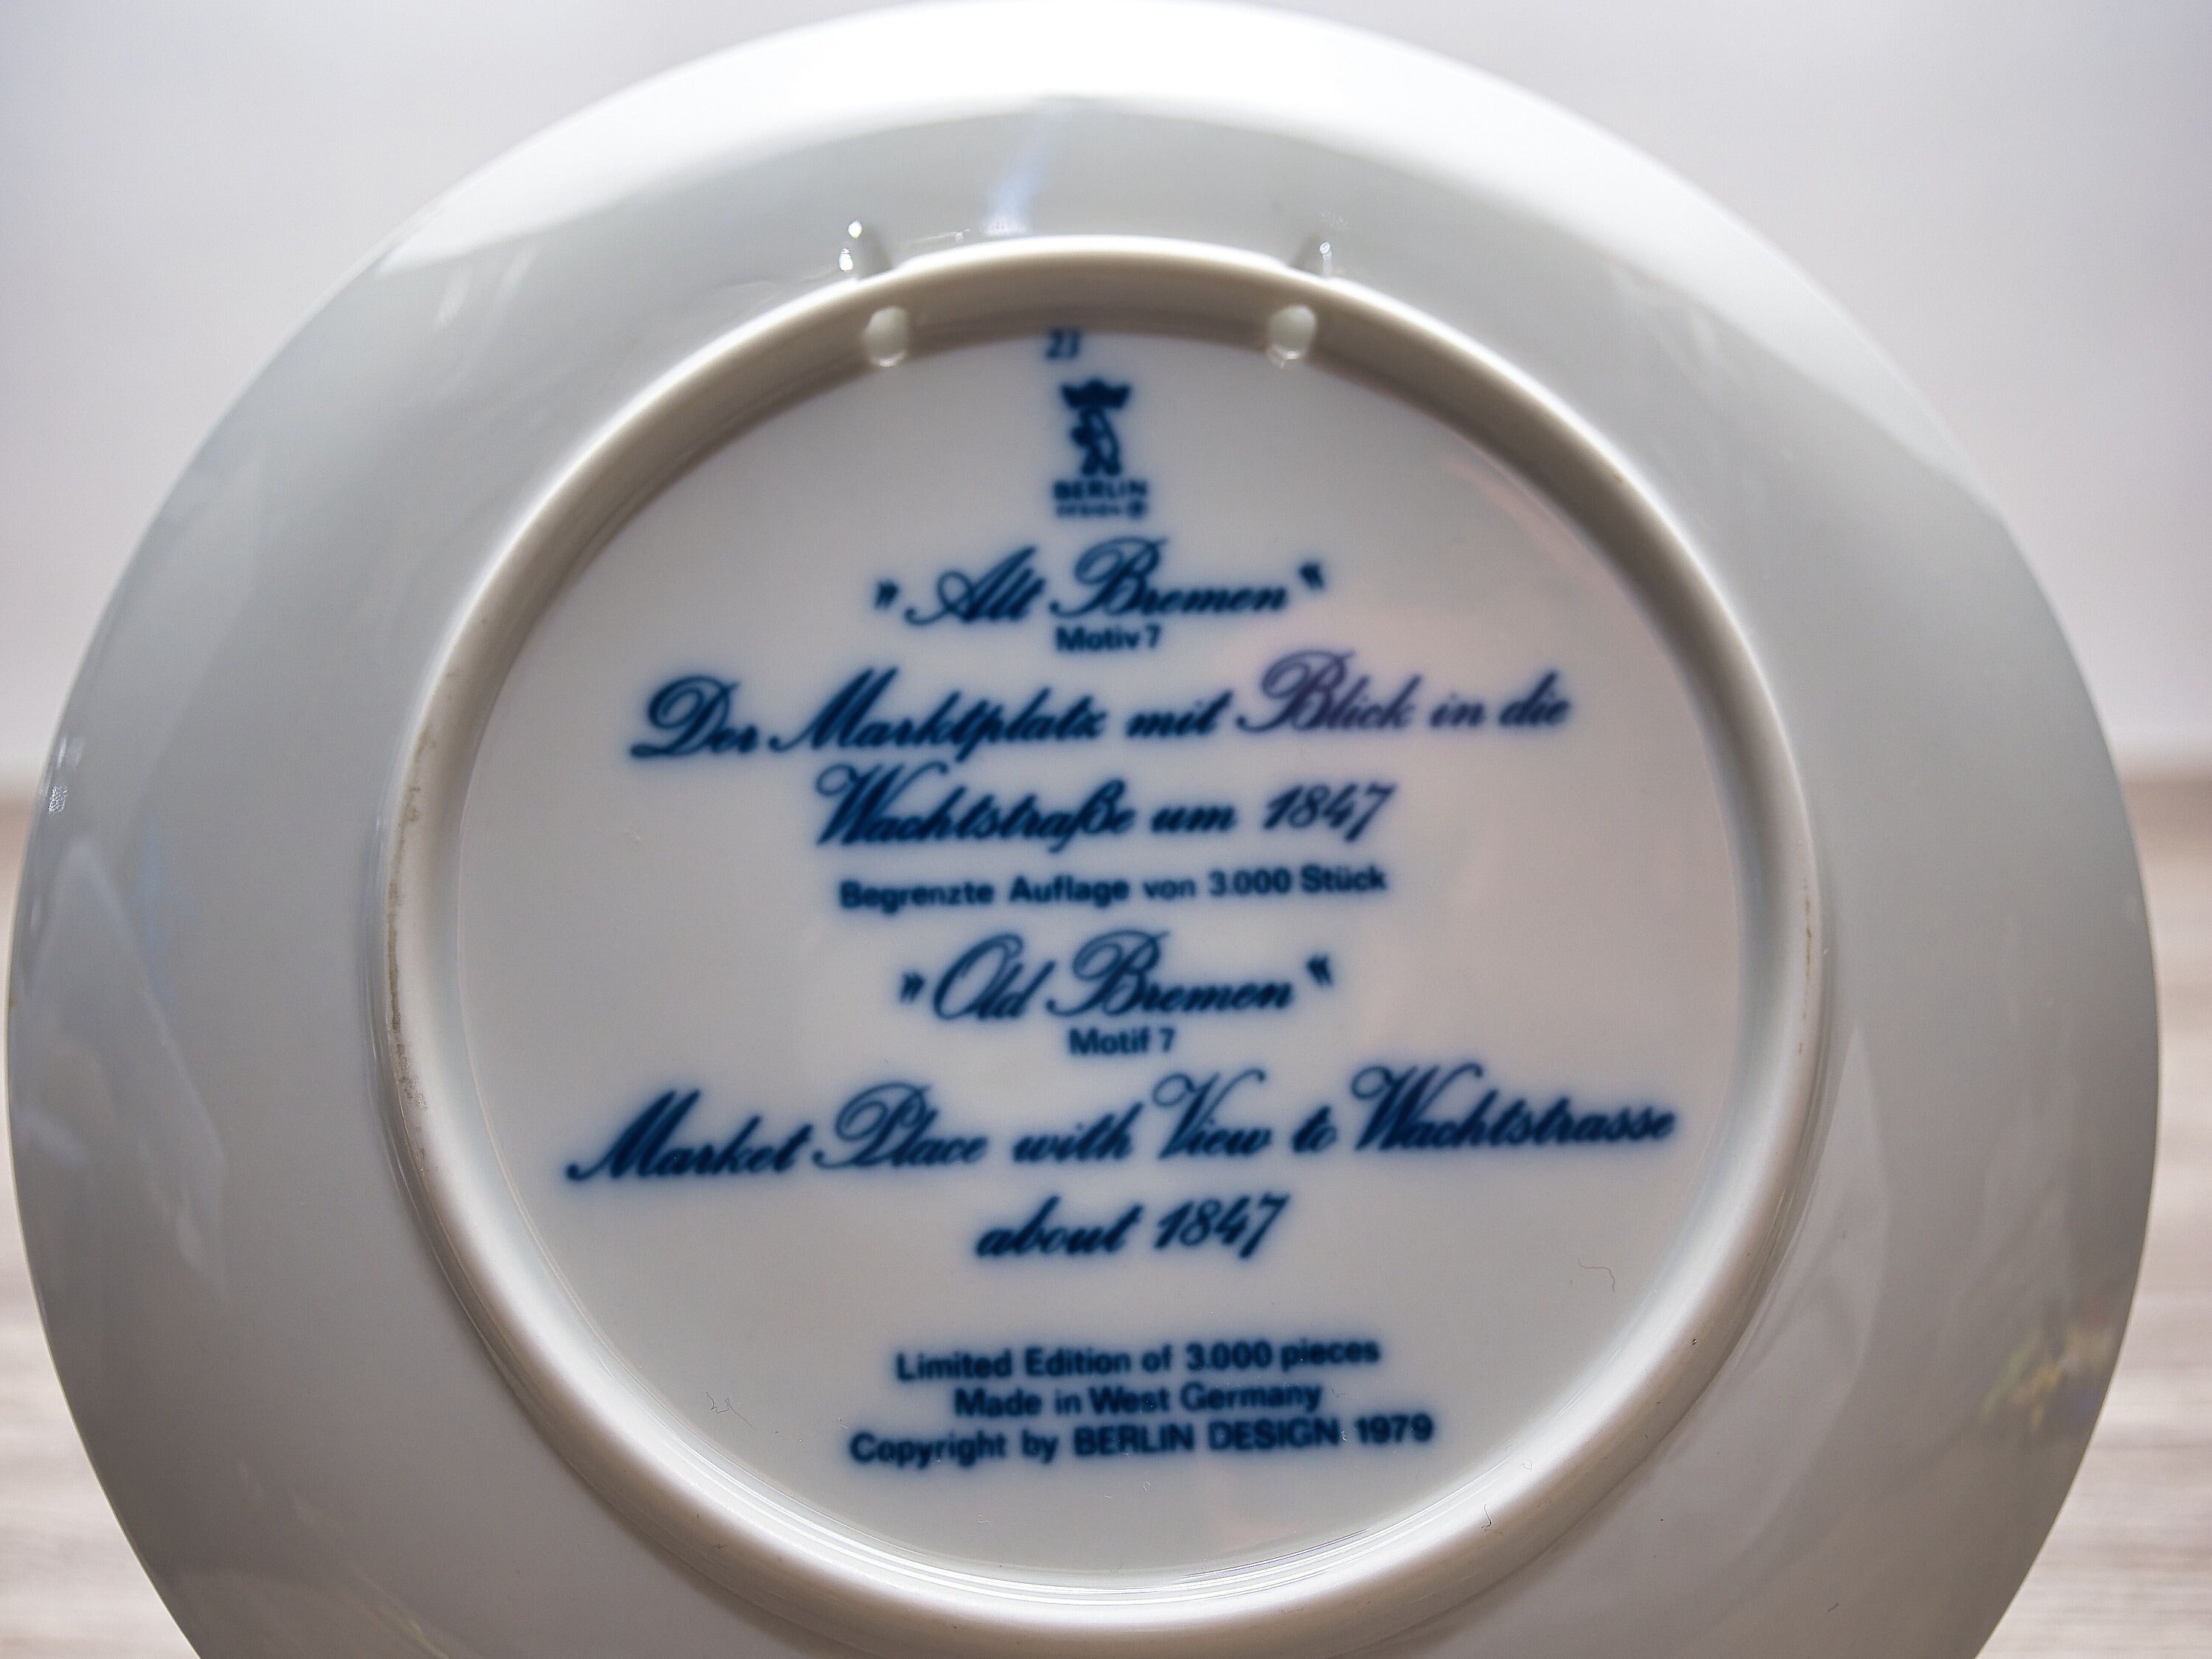 BERLIN
DESIGN
»Alt Bremen«
Motiv 7
Der Marktplatz mit Blick in die
Wachtstraße um 1847
Begrenzte Auflage von 3.000 Stück
»Old Bremen«
Motif 7
Market Place with View to Wachtstrasse
about 1847
Limited Edition of 3.000 pieces
Made in West Germany
Copyright by BERLIN DESIGN 1979